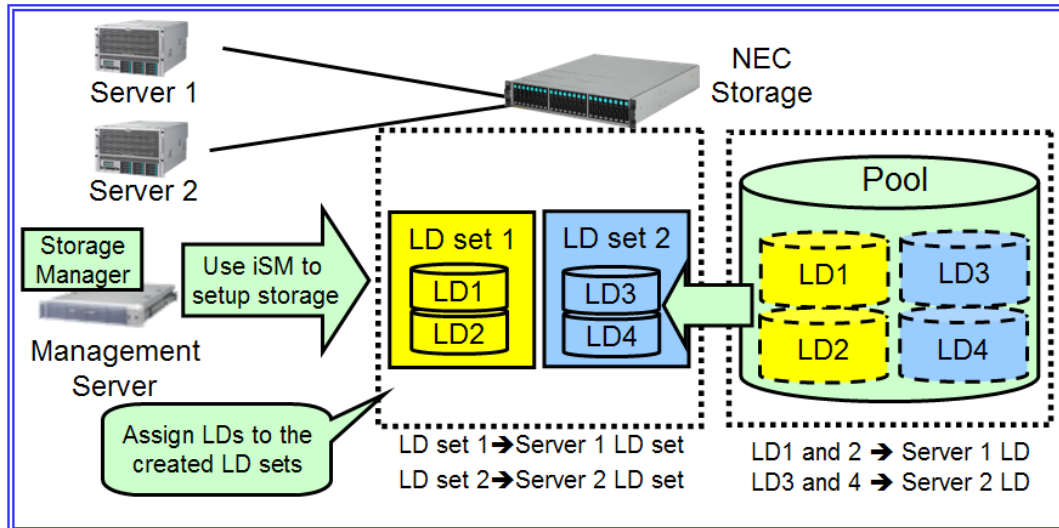 Server 1
NEC
Storage
Server 2
Storage
Manager
Management
Server
Use iSM to
setup storage
LD set 1
LD1
LD2
LD set 2
LD3
LD4
Pool
LD1
LD3
LD2
LD4
Assign LDs to the
created LD sets
LD set 1➔Server 1 LD set
LD set 2➔Server 2 LD set
LD1 and 2 ➔ Server 1 LD
LD3 and 4 ➔ Server 2 LD